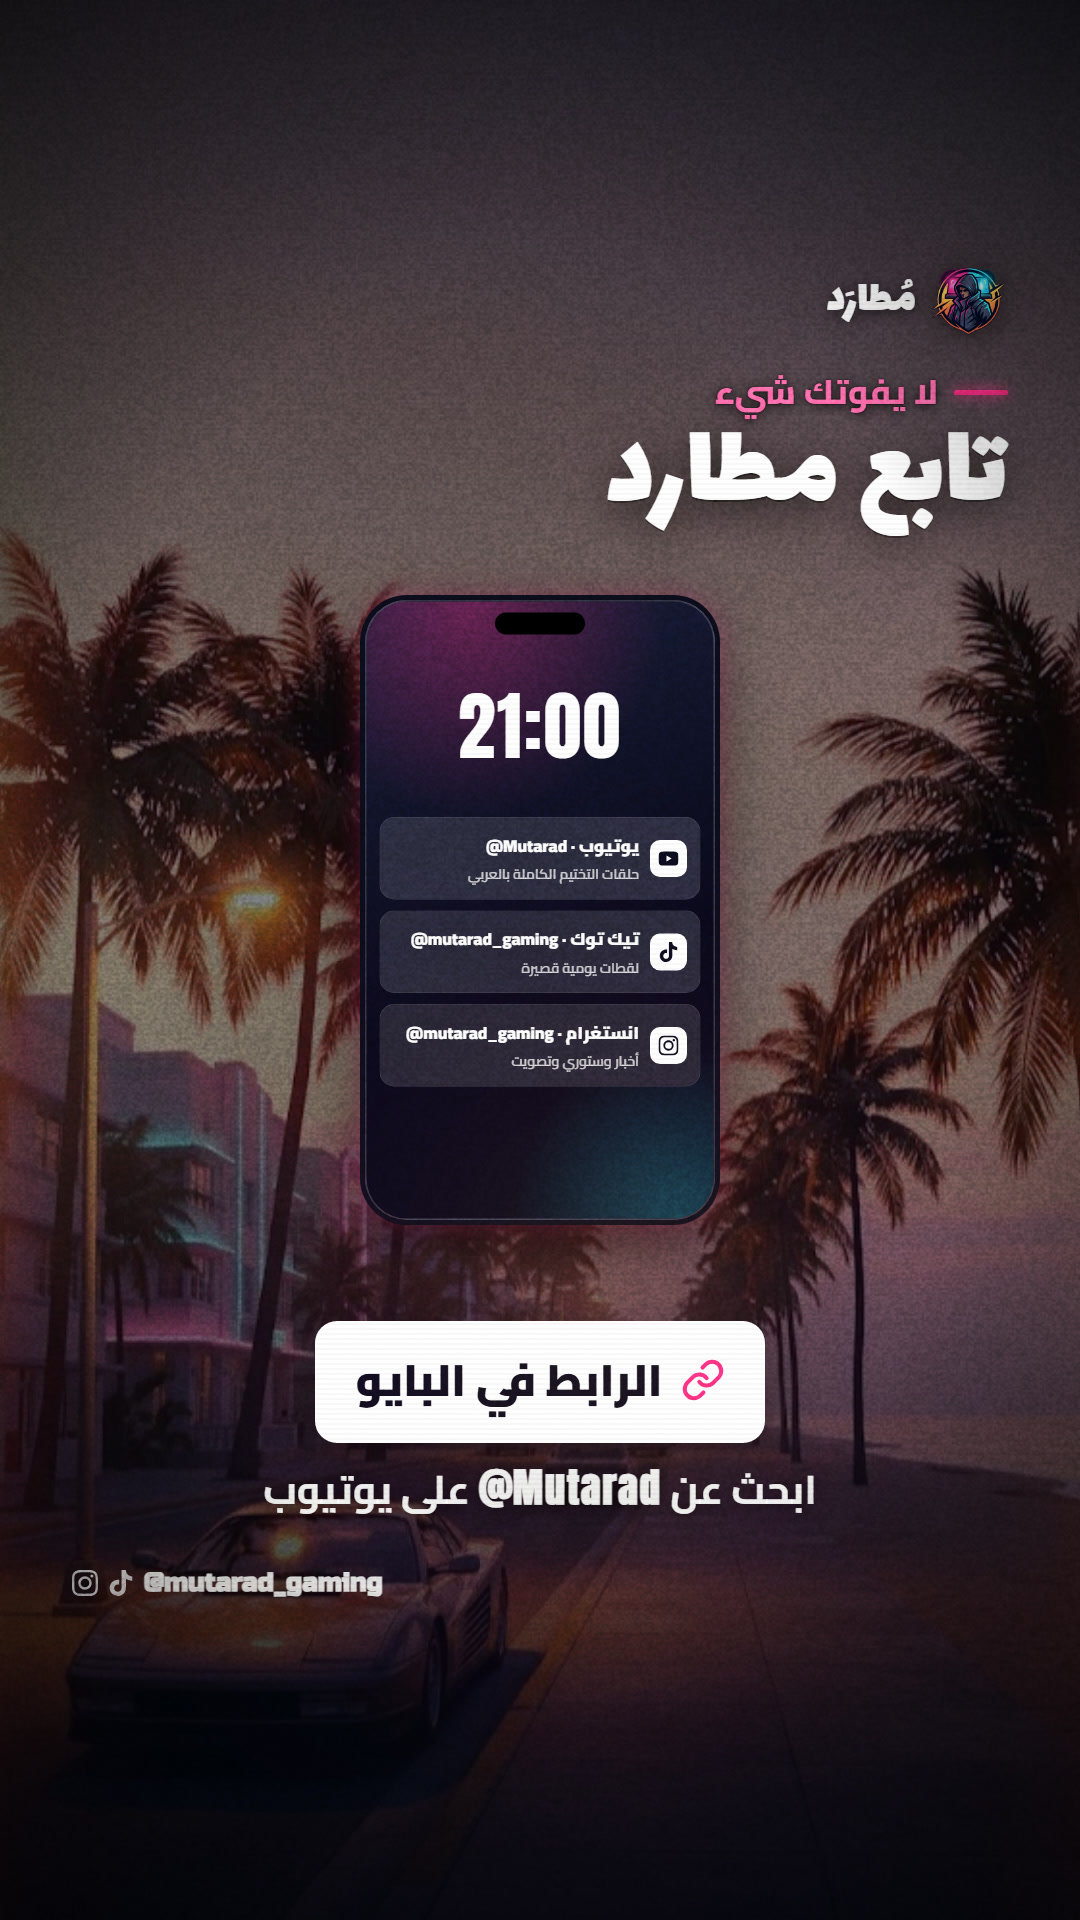 مُطارَد
لا يفوتك شيء
تابع مطارد
21:00
يوتيوب · @Mutarad
حلقات التختيم الكاملة بالعربي
تيك توك · @mutarad_gaming
لقطات يومية قصيرة
انستغرام · @mutarad_gaming
أخبار وستوري وتصويت
الرابط في البايو
ابحث عن @Mutarad على يوتيوب
@mutarad_gaming